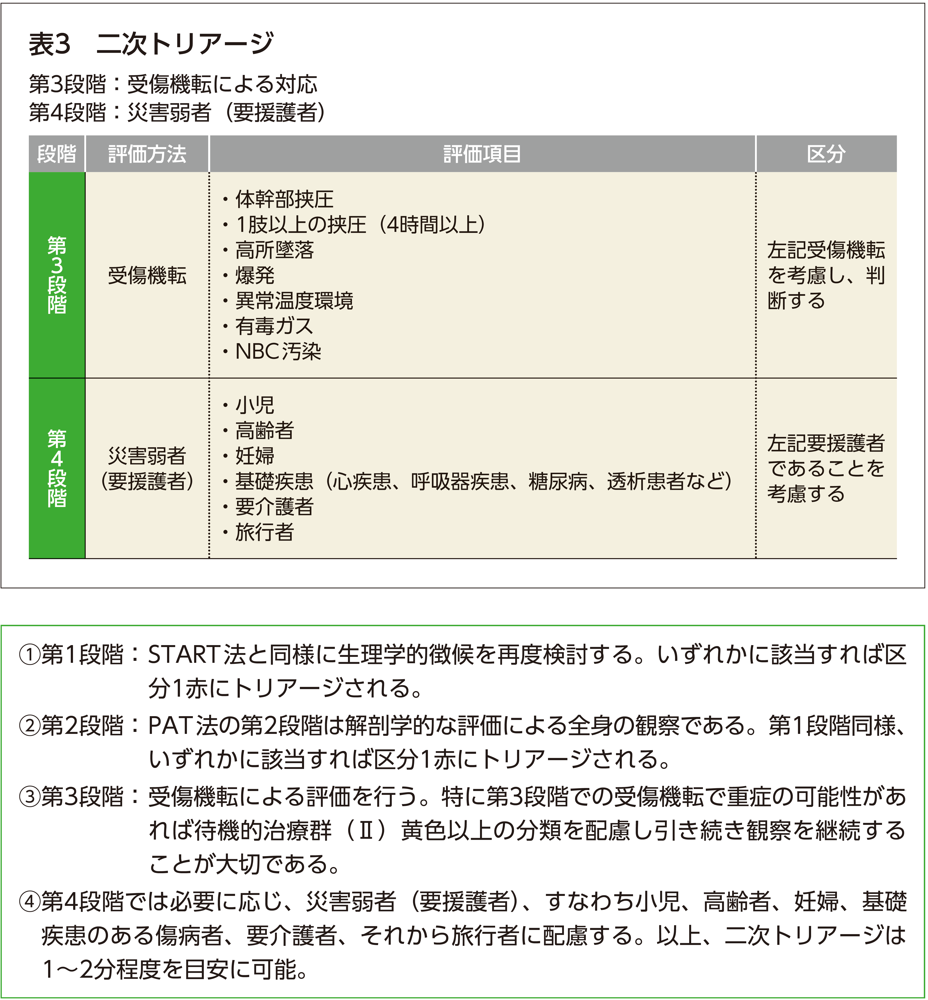 表3　二次トリアージ
第3段階：受傷機転による対応
第4段階：災害弱者（要援護者）
段階
評価方法
評価項目
区分
第3段階
受傷機転
・体幹部挟圧
・1肢以上の挟圧（4時間以上）
・高所墜落
・爆発
・異常温度環境
・有毒ガス
・NBC汚染
左記受傷機転
を考慮し、判
断する
第4段階
災害弱者
（要援護者）
・小児
・高齢者
・妊婦
・基礎疾患（心疾患、呼吸器疾患、糖尿病、透析患者など）
・要介護者
・旅行者
左記要援護者
であることを
考慮する
①第1段階：START法と同様に生理学的徴候を再度検討する。いずれかに該当すれば区
分1赤にトリアージされる。
②第2段階：PAT法の第2段階は解剖学的な評価による全身の観察である。第1段階同様、
いずれかに該当すれば区分1赤にトリアージされる。
③第3段階：受傷機転による評価を行う。特に第3段階での受傷機転で重症の可能性があ
れば待機的治療群（Ⅱ）黄色以上の分類を配慮し引き続き観察を継続する
ことが大切である。
④第4段階では必要に応じ、災害弱者（要援護者）、すなわち小児、高齢者、妊婦、基礎
疾患のある傷病者、要介護者、それから旅行者に配慮する。以上、二次トリアージは
1～2分程度を目安に可能。